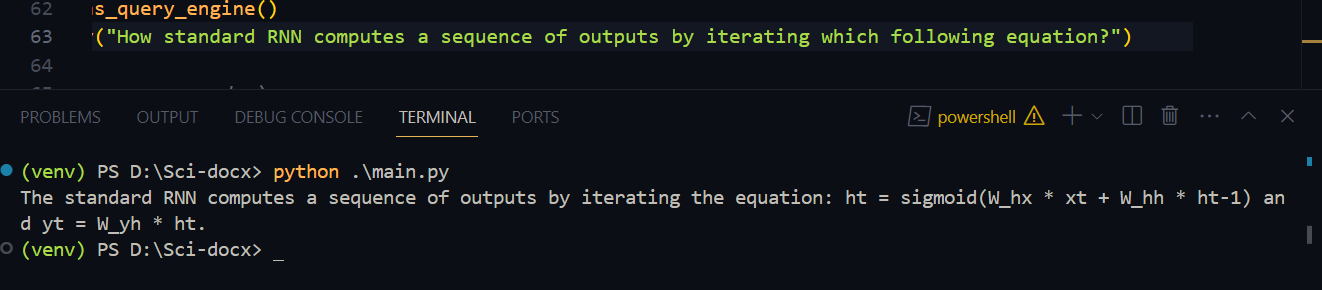 62 ns_query_engine()
63 ("How standard RNN computes a sequence of outputs by iterating which following equation?")
64
PROBLEMS OUTPUT DEBUG CONSOLE TERMINAL PORTS powershell
(venv) PS D:\Sci-docx> python .\main.py
The standard RNN computes a sequence of outputs by iterating the equation: ht = sigmoid(W_hx * xt + W_hh * ht-1) an
d yt = W_yh * ht.
(venv) PS D:\Sci-docx> _